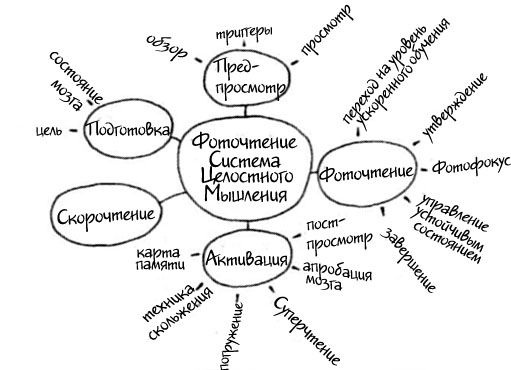 обзор
триггеры
просмотр
Пред-
просмотр
состояние
мозга
цель
Подготовка
Фоточтение
Система
Целостного
Мышления
Скорочтение
переход на уровень
ускоренного обучения
утверждение
Фотофокус
Фоточтение
управление
устойчивым
состоянием
завершение
Активация
пост-
просмотр
апробация
мозга
Суперчтение
погружение
техника
скольжения
карта
памяти